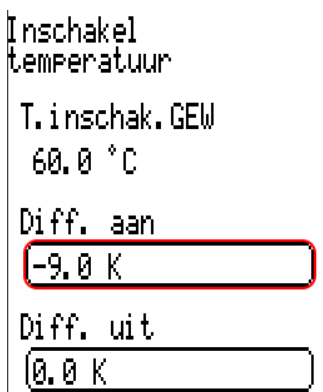 Inschakel
temperatuur
T.inschak.GEW
60.0 °C
Diff. aan
-9.0 K
Diff. uit
0.0 K